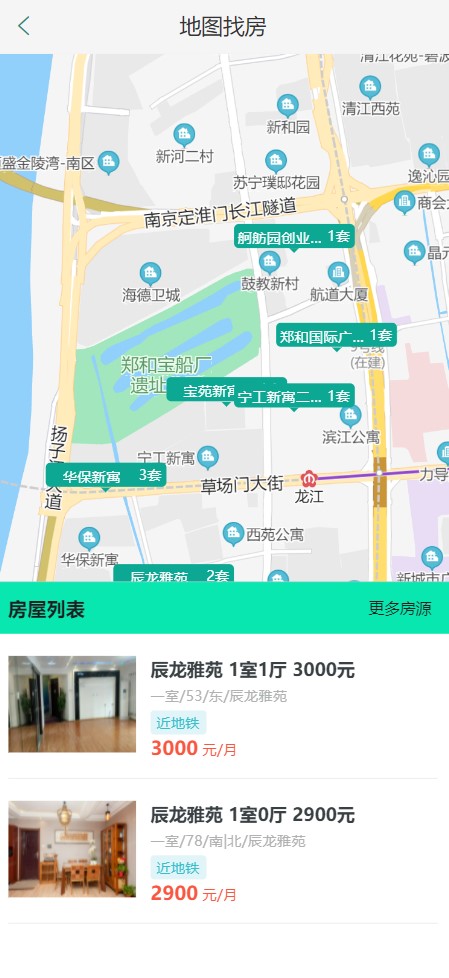 地图找房
清江花苑-碧波
清江西苑
新和园
新河二村
盛金陵湾-南区
苏宁璞邸花园
逸沁园
商会大
南京定淮门长江隧道
舸舫园创业... 1套
晶元
鼓教新村
航道大厦
海德卫城
郑和国际广... 1套
9号线
(在建)
郑和宝船厂
遗址
宝苑新寓
宁工新寓二... 1套
滨江公寓
扬子江大道
宁工新寓
华保新寓 3套
草场门大街
龙江
力导
西苑公寓
华保新寓
辰龙雅苑 2套
新城市广
房屋列表
更多房源
辰龙雅苑 1室1厅 3000元
一室/53/东/辰龙雅苑
近地铁
3000 元/月
辰龙雅苑 1室0厅 2900元
一室/78/南|北/辰龙雅苑
近地铁
2900 元/月